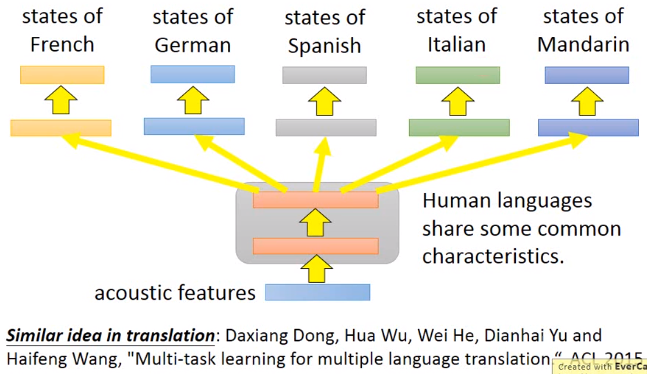 states of French
states of German
states of Spanish
states of Italian
states of Mandarin
Human languages
share some common
characteristics.
acoustic features
Similar idea in translation: Daxiang Dong, Hua Wu, Wei He, Dianhai Yu and
Haifeng Wang, "Multi-task learning for multiple language translation.“ ACL 2015
Created with EverCa